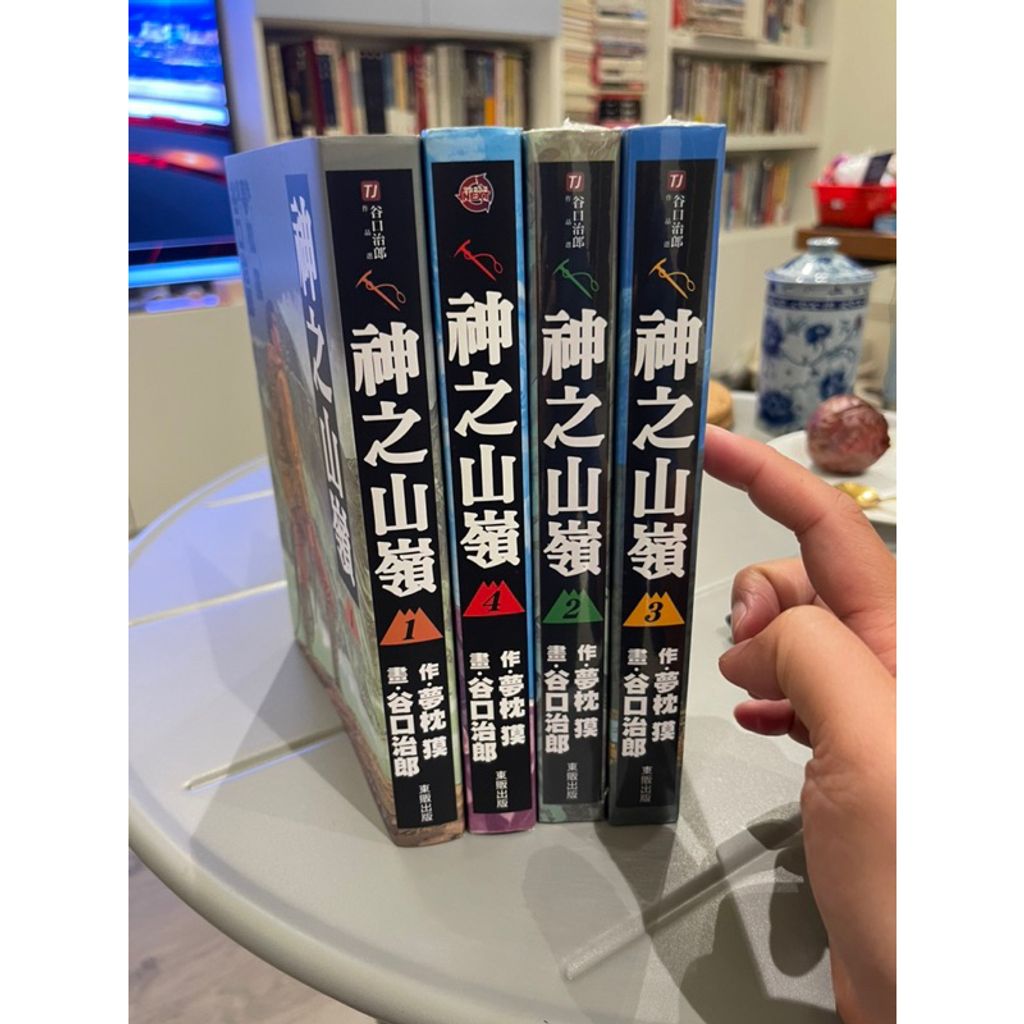 神之山嶺
TJ
谷口治郎
作品選
神之山嶺
1
作・夢枕 獏
畫・谷口治郎
東販出版
NEXT
神之山嶺
4
作・夢枕 獏
畫・谷口治郎
東販出版
TJ
谷口治郎
作品選
神之山嶺
2
作・夢枕 獏
畫・谷口治郎
東販出版
TJ
谷口治郎
作品選
神之山嶺
3
作・夢枕 獏
畫・谷口治郎
東販出版